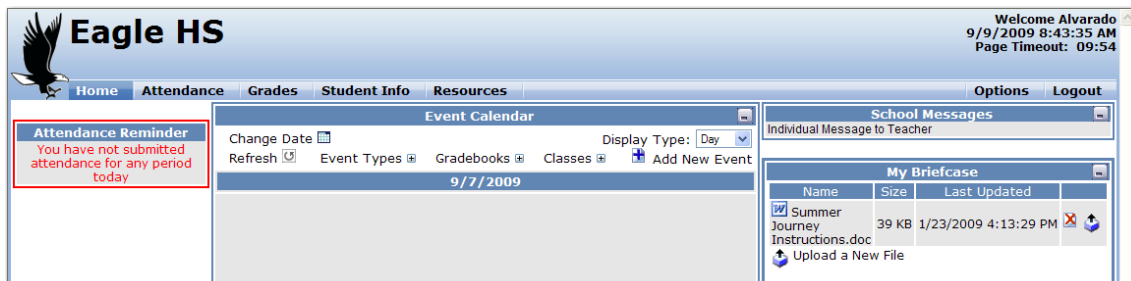 Eagle HS
Welcome Alvarado
9/9/2009 8:43:35 AM
Page Timeout: 09:54
Home Attendance Grades Student Info Resources Options Logout
Attendance Reminder
You have not submitted
attendance for any period
today
Event Calendar
Change Date Display Type: Day
Refresh Event Types Gradebooks Classes Add New Event
9/7/2009
School Messages
Individual Message to Teacher
My Briefcase
Name Size Last Updated
Summer
Journey
Instructions.doc 39 KB 1/23/2009 4:13:29 PM
Upload a New File